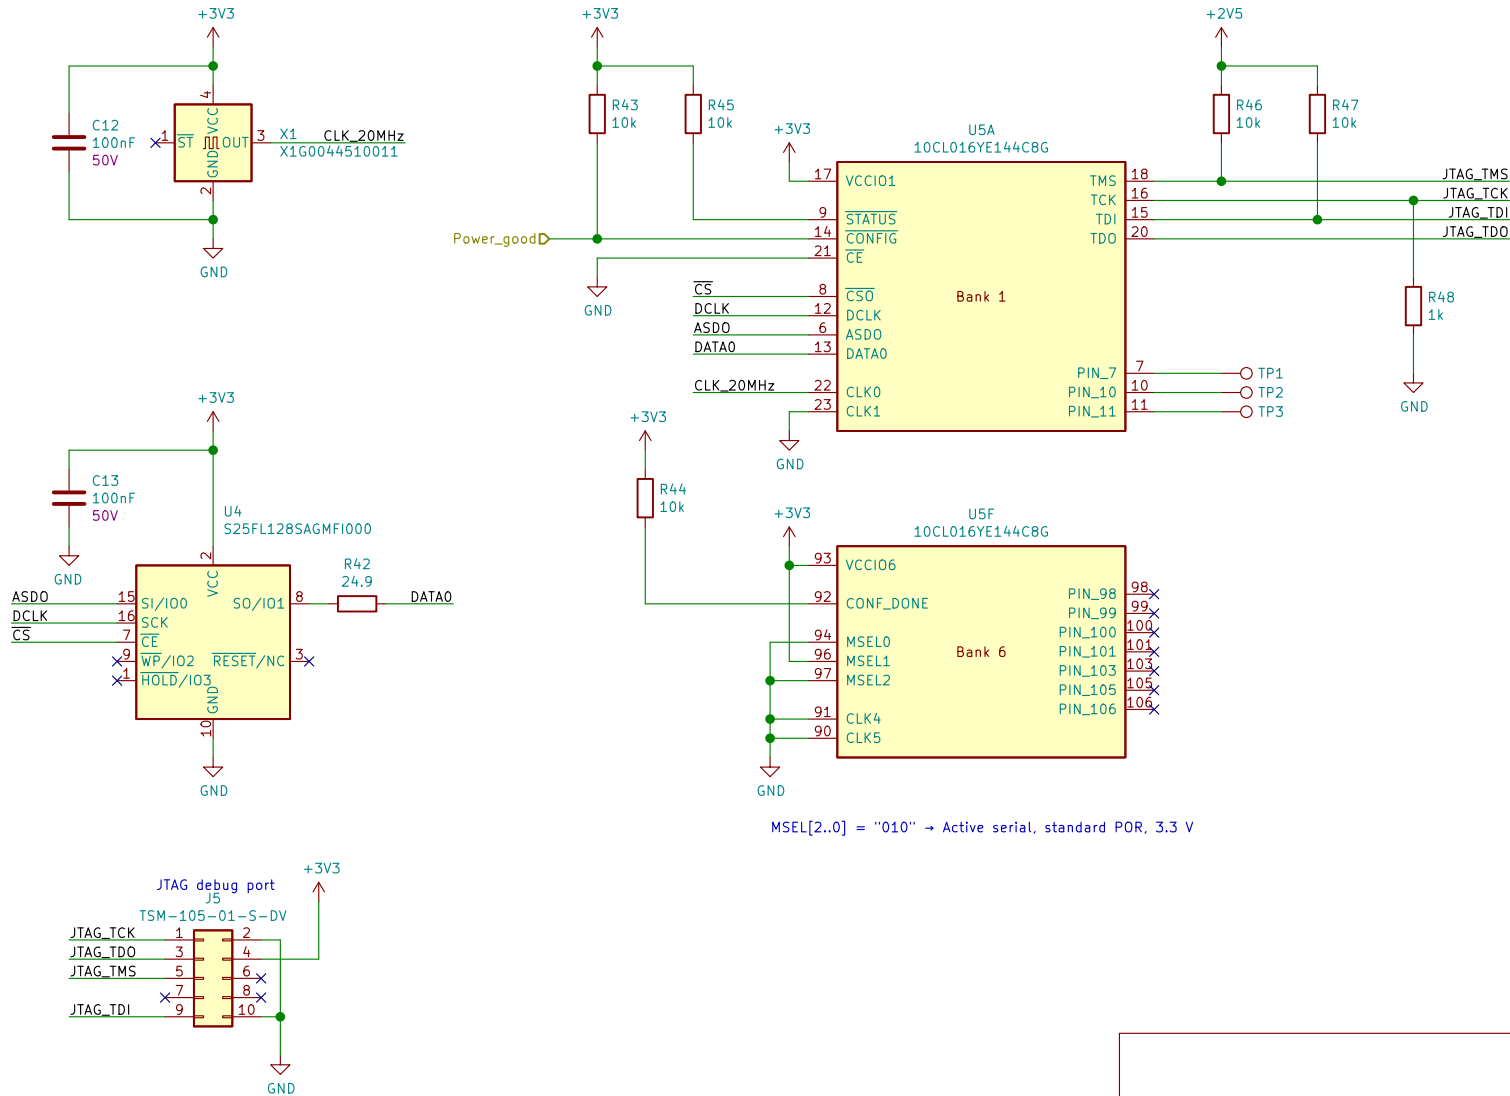 +3V3
+3V3
+2V5
C12
100nF
50V
4
VCC
1
ST
OUT
3
GND
2
X1
X1G0044510011
CLK_20MHz
GND
R43
10k
R45
10k
+3V3
Power_good
GND
U5A
10CL016YE144C8G
17 VCCIO1
9 STATUS
14 CONFIG
21 CE
8 CSO
12 DCLK
6 ASDO
13 DATA0
22 CLK0
23 CLK1
CS
DCLK
ASDO
DATA0
CLK_20MHz
GND
Bank 1
TMS 18
TCK 16
TDI 15
TDO 20
PIN_7 7
PIN_10 10
PIN_11 11
TP1
TP2
TP3
R46
10k
R47
10k
JTAG_TMS
JTAG_TCK
JTAG_TDI
JTAG_TDO
R48
1k
GND
+3V3
C13
100nF
50V
GND
U4
S25FL128SAGMFI000
2
VCC
ASDO
DCLK
CS
15 SI/IO0
16 SCK
7 CE
9 WP/IO2
1 HOLD/IO3
SO/IO1 8
RESET/NC 3
GND
10
GND
R42
24.9
DATA0
+3V3
R44
10k
+3V3
U5F
10CL016YE144C8G
93 VCCIO6
92 CONF_DONE
94 MSEL0
96 MSEL1
97 MSEL2
91 CLK4
90 CLK5
Bank 6
PIN_98 98
PIN_99 99
PIN_100 100
PIN_101 101
PIN_103 103
PIN_105 105
PIN_106 106
GND
MSEL[2..0] = "010" → Active serial, standard POR, 3.3 V
+3V3
JTAG debug port
J5
TSM-105-01-S-DV
JTAG_TCK 1 2
JTAG_TDO 3 4
JTAG_TMS 5 6
7 8
JTAG_TDI 9 10
GND